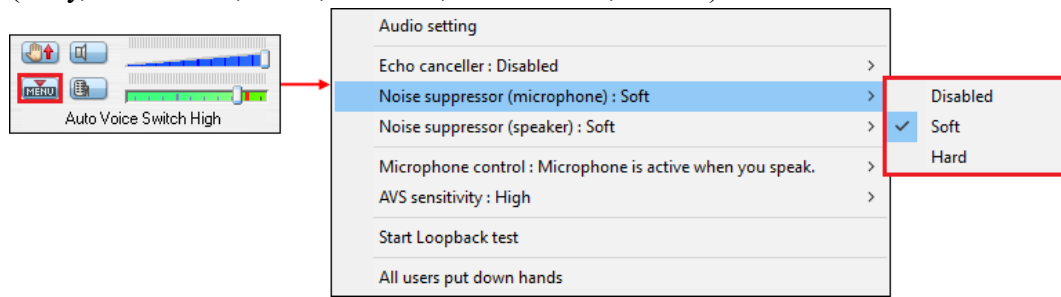 MENU
Auto Voice Switch High
Audio setting
Echo canceller : Disabled
Noise suppressor (microphone) : Soft
Noise suppressor (speaker) : Soft
Microphone control : Microphone is active when you speak.
AVS sensitivity : High
Start Loopback test
All users put down hands
Disabled
Soft
Hard